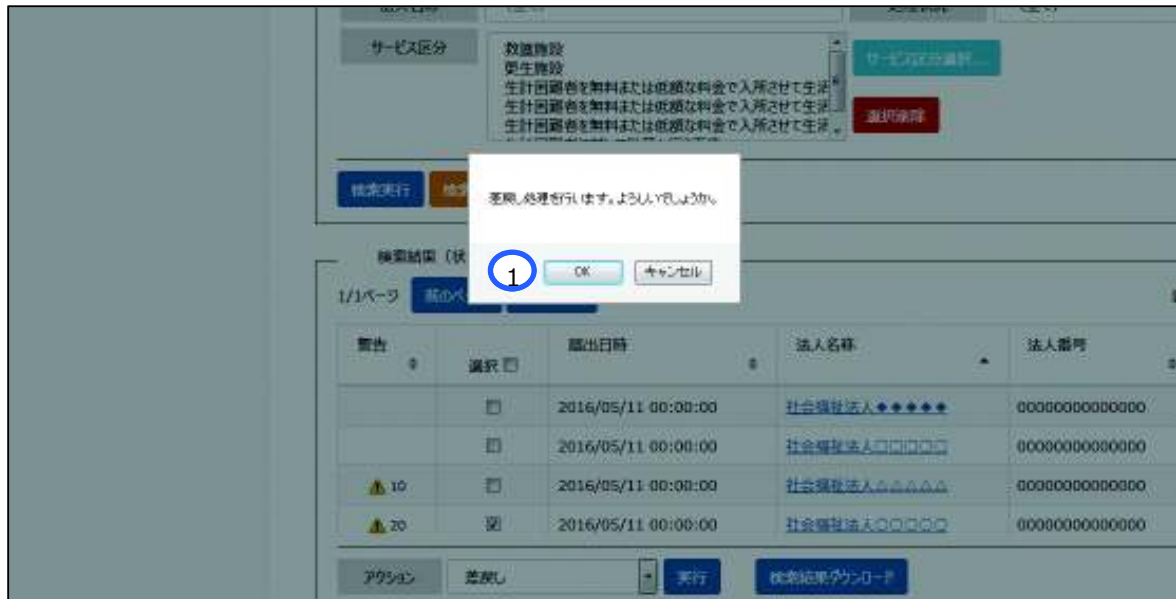 サービス区分
救護施設
更生施設
生計困難者を無料または低額な料金で入所させて生活
生計困難者を無料または低額な料金で入所させて生活
生計困難者を無料または低額な料金で入所させて生活
サービス区分選択...
選択削除
検索実行
差戻し処理を行います。よろしいでしょうか。
1
OK
キャンセル
検索結果（状
1/1ページ
警告
選択
届出日時
法人名称
法人番号
2016/05/11 00:00:00 社会福祉法人◆◆◆◆◆ 00000000000000
2016/05/11 00:00:00 社会福祉法人□□□□□ 00000000000000
10 2016/05/11 00:00:00 社会福祉法人△△△△△ 00000000000000
20 2016/05/11 00:00:00 社会福祉法人○○○○○ 00000000000000
アクション 差戻し 実行 検索結果ダウンロード